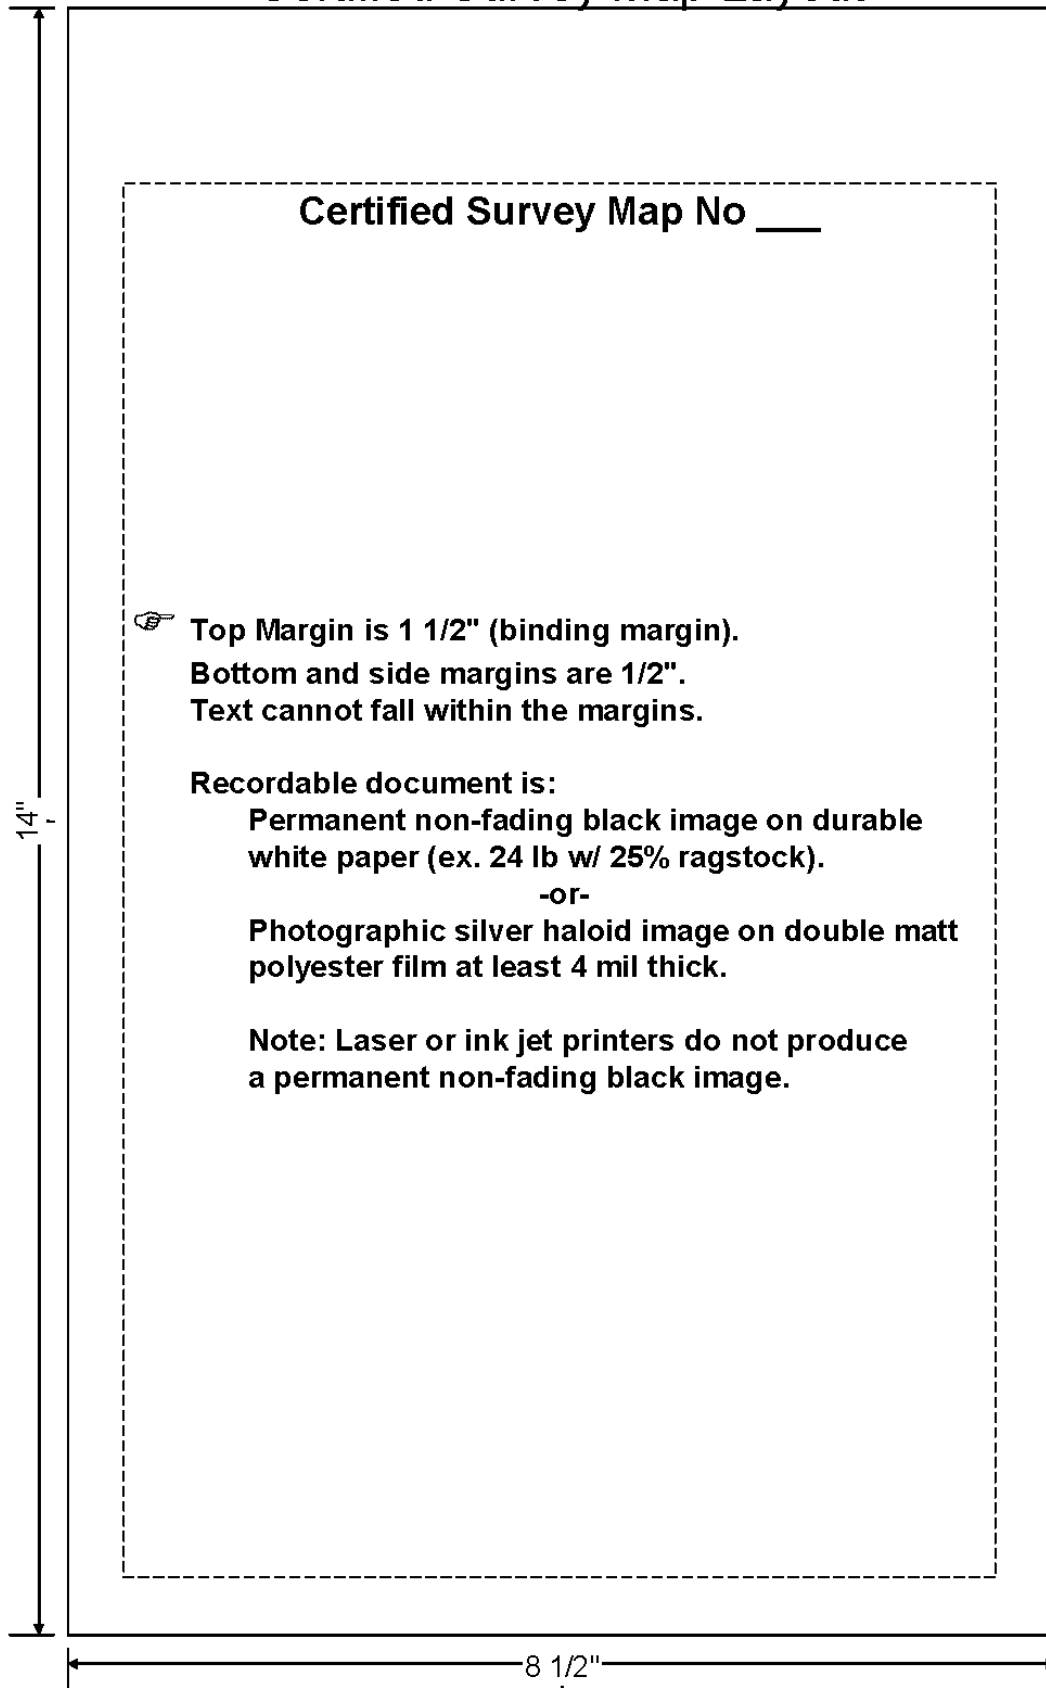 Certified Survey Map No ___
Top Margin is 1 1/2" (binding margin).
Bottom and side margins are 1/2".
Text cannot fall within the margins.
Recordable document is:
Permanent non-fading black image on durable
white paper (ex. 24 lb w/ 25% ragstock).
-or-
Photographic silver haloid image on double matt
polyester film at least 4 mil thick.
Note: Laser or ink jet printers do not produce
a permanent non-fading black image.
14"
8 1/2"